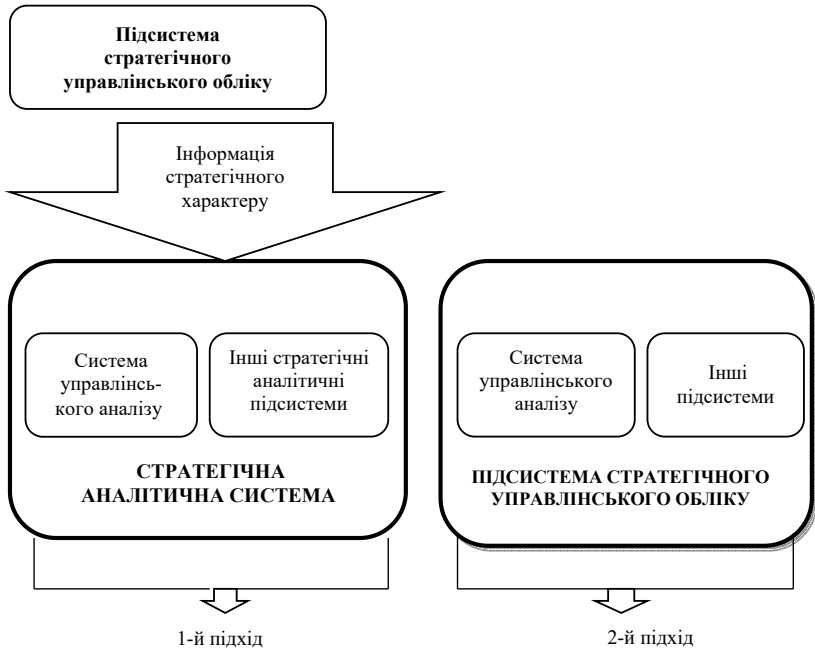 Підсистема
стратегічного
управлінського обліку
Інформація
стратегічного
характеру
Система
управлінсь-
кого аналізу
Інші стратегічні
аналітичні
підсистеми
СТРАТЕГІЧНА
АНАЛІТИЧНА СИСТЕМА
Система
управлінського
аналізу
Інші
підсистеми
ПІДСИСТЕМА СТРАТЕГІЧНОГО
УПРАВЛІНСЬКОГО ОБЛІКУ
1-й підхід
2-й підхід